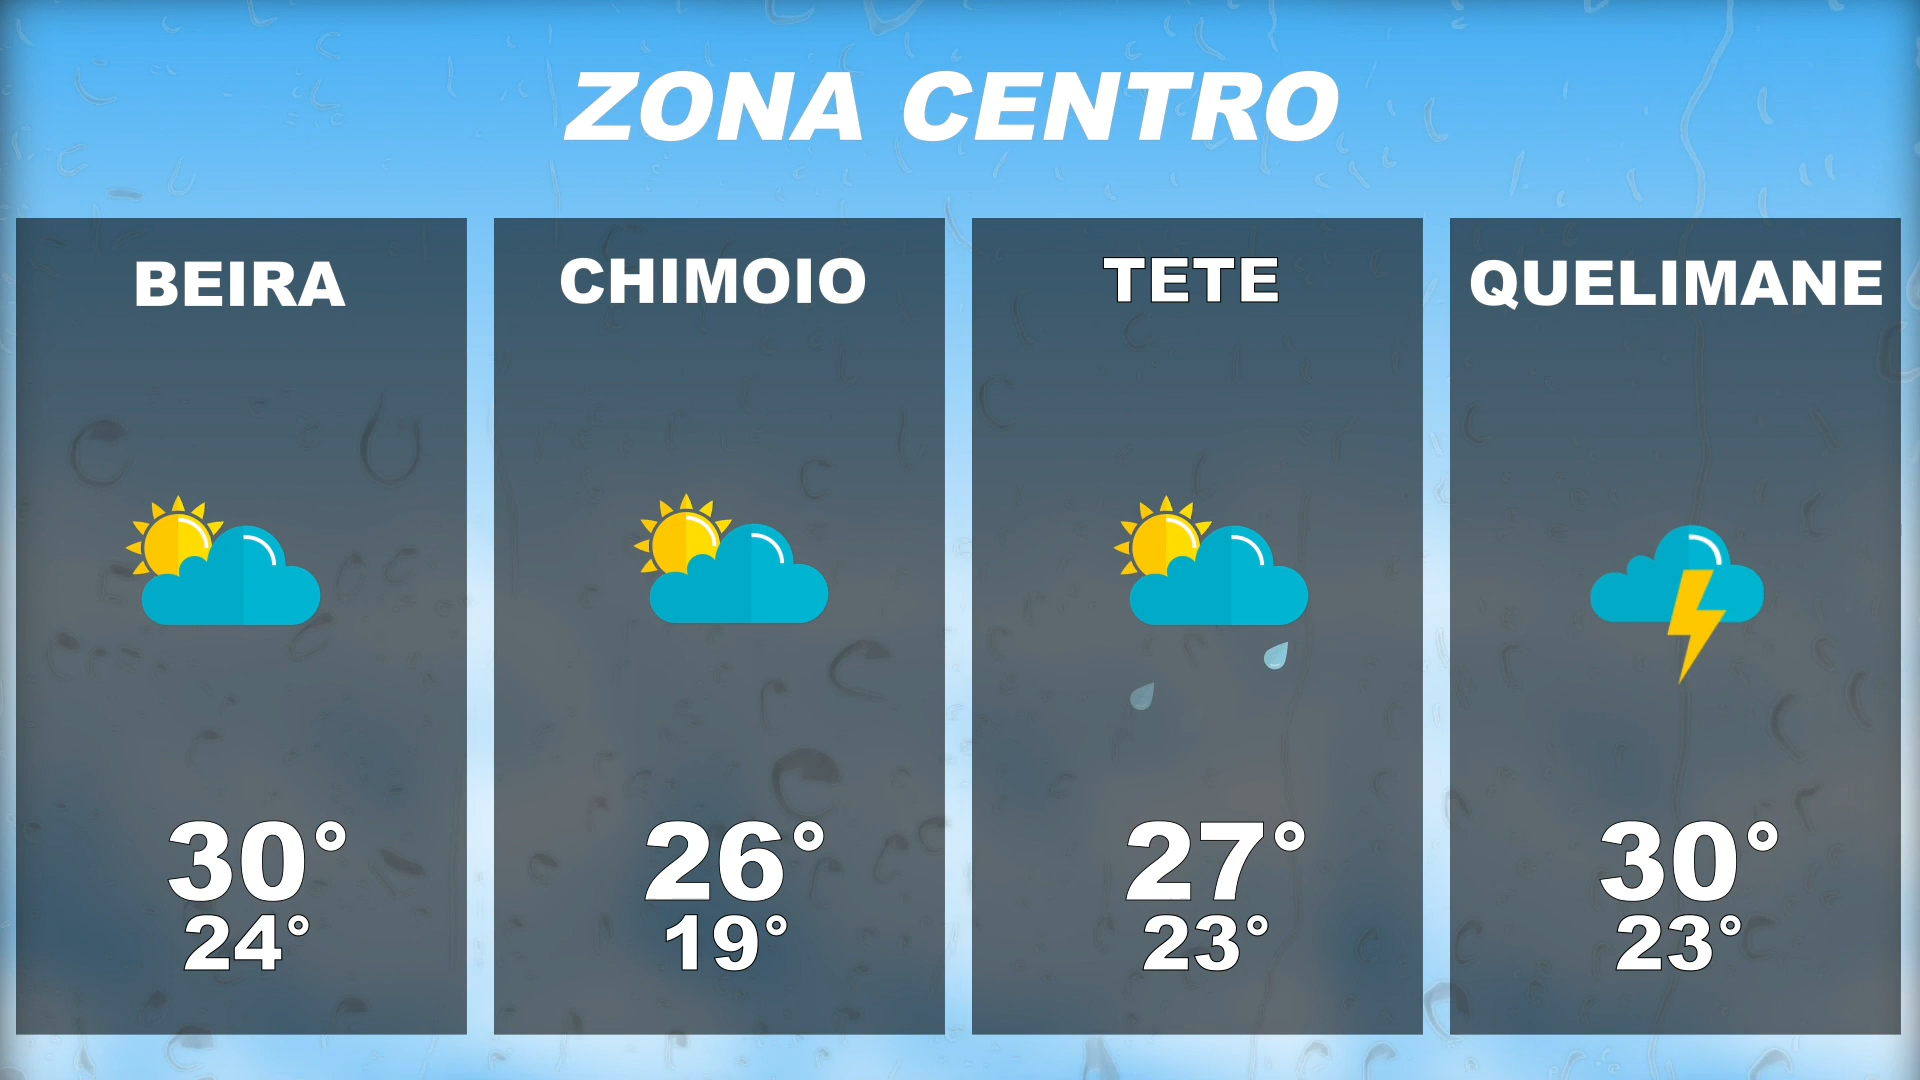 ZONA CENTRO
BEIRA
30°
24°
CHIMOIO
26°
19°
TETE
27°
23°
QUELIMANE
30°
23°